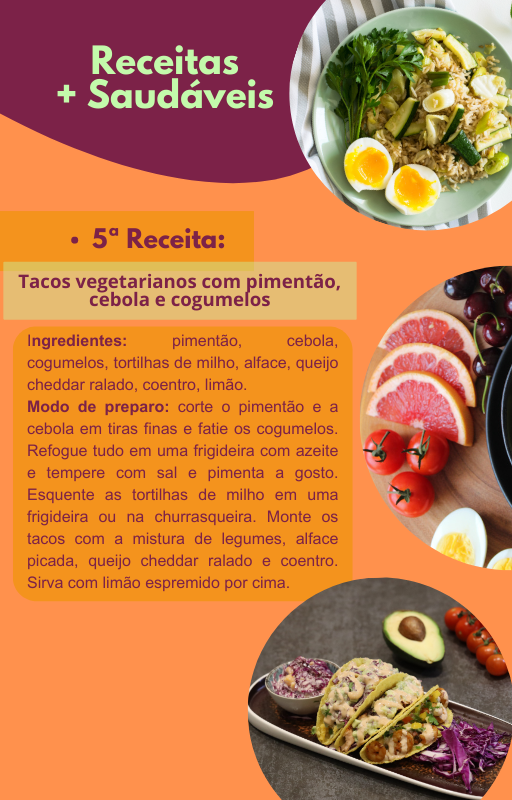 Receitas
+ Saudáveis
• 5ª Receita:
Tacos vegetarianos com pimentão,
cebola e cogumelos
Ingredientes: pimentão, cebola,
cogumelos, tortilhas de milho, alface, queijo
cheddar ralado, coentro, limão.
Modo de preparo: corte o pimentão e a
cebola em tiras finas e fatie os cogumelos.
Refogue tudo em uma frigideira com azeite
e tempere com sal e pimenta a gosto.
Esquente as tortilhas de milho em uma
frigideira ou na churrasqueira. Monte os
tacos com a mistura de legumes, alface
picada, queijo cheddar ralado e coentro.
Sirva com limão espremido por cima.